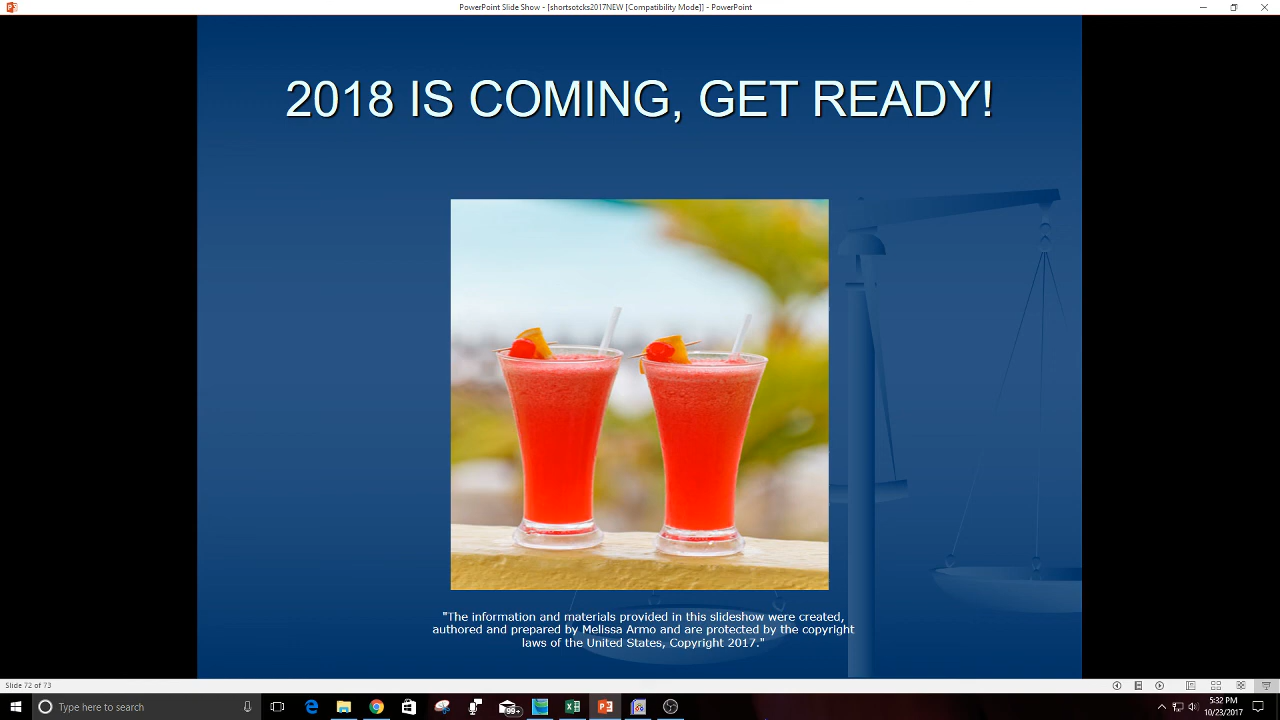 PowerPoint Slide Show - [shortsotcks2017NEW [Compatibility Mode]] - PowerPoint
2018 IS COMING, GET READY!
"The information and materials provided in this slideshow were created,
authored and prepared by Melissa Armo and are protected by the copyright
laws of the United States, Copyright 2017."
Slide 72 of 73
Type here to search
99+
5:32 PM
10/23/2017